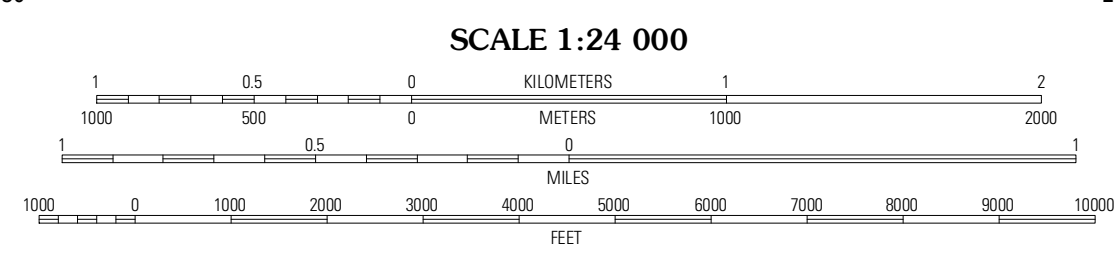 SCALE 1:24 000
1 0.5 0 KILOMETERS 1 2
1000 500 0 METERS 1000 2000
1 0.5 0 1
MILES
1000 0 1000 2000 3000 4000 5000 6000 7000 8000 9000 10000
FEET